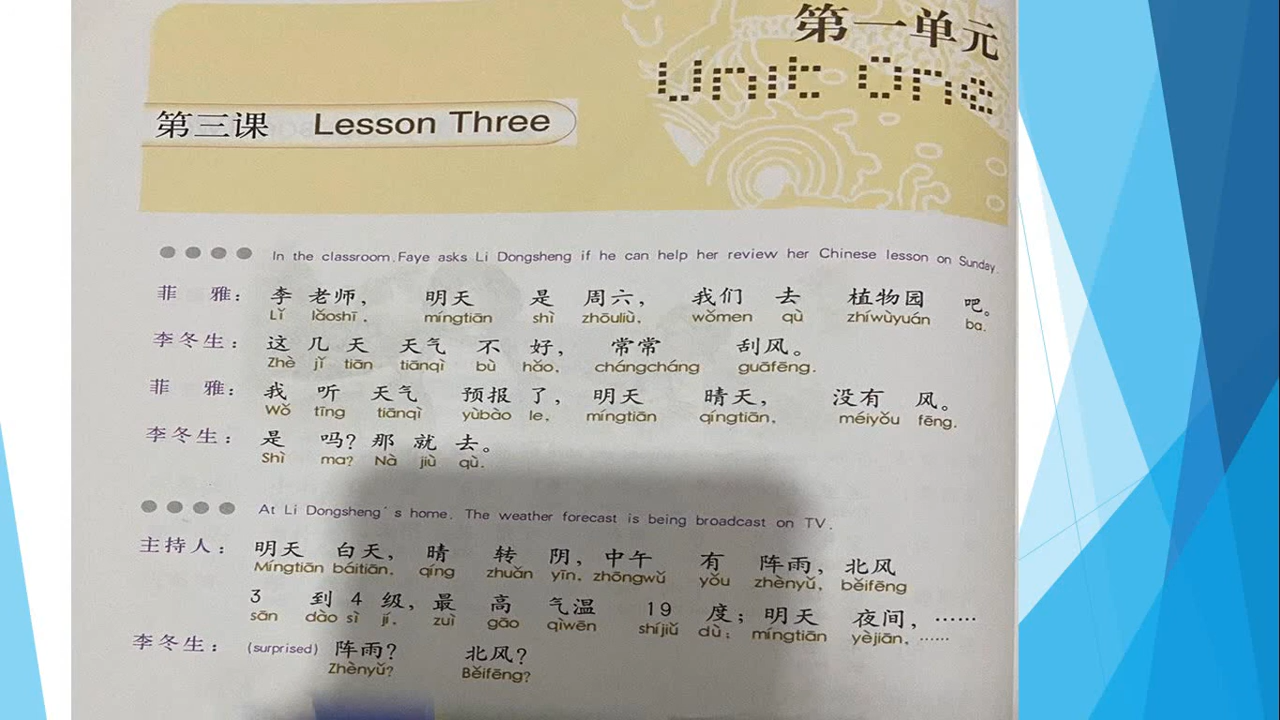 第一单元
Unit One
第三课 Lesson Three
In the classroom. Faye asks Li Dongsheng if he can help her review her Chinese lesson on Sunday.
菲 雅： 李 老师， 明天 是 周六， 我们 去 植物园 吧。
Lǐ lǎoshī, míngtiān shì zhōuliù, wǒmen qù zhíwùyuán ba.
李冬生： 这 几 天 天气 不 好， 常常 刮风。
Zhè jǐ tiān tiānqì bù hǎo, chángcháng guāfēng.
菲 雅： 我 听 天气 预报 了， 明天 晴天， 没有 风。
Wǒ tīng tiānqì yùbào le, míngtiān qíngtiān, méiyǒu fēng.
李冬生： 是 吗？ 那 就 去。
Shì ma? Nà jiù qù.
At Li Dongsheng's home. The weather forecast is being broadcast on TV.
主持人： 明天 白天， 晴 转 阴， 中午 有 阵雨， 北风
Míngtiān báitiān, qíng zhuǎn yīn, zhōngwǔ yǒu zhènyǔ, běifēng
3 到 4 级， 最 高 气温 19 度； 明天 夜间， ……
sān dào sì jí, zuì gāo qìwēn shíjiǔ dù; míngtiān yèjiān, ……
李冬生： (surprised) 阵雨？ 北风？
Zhènyǔ? Běifēng?